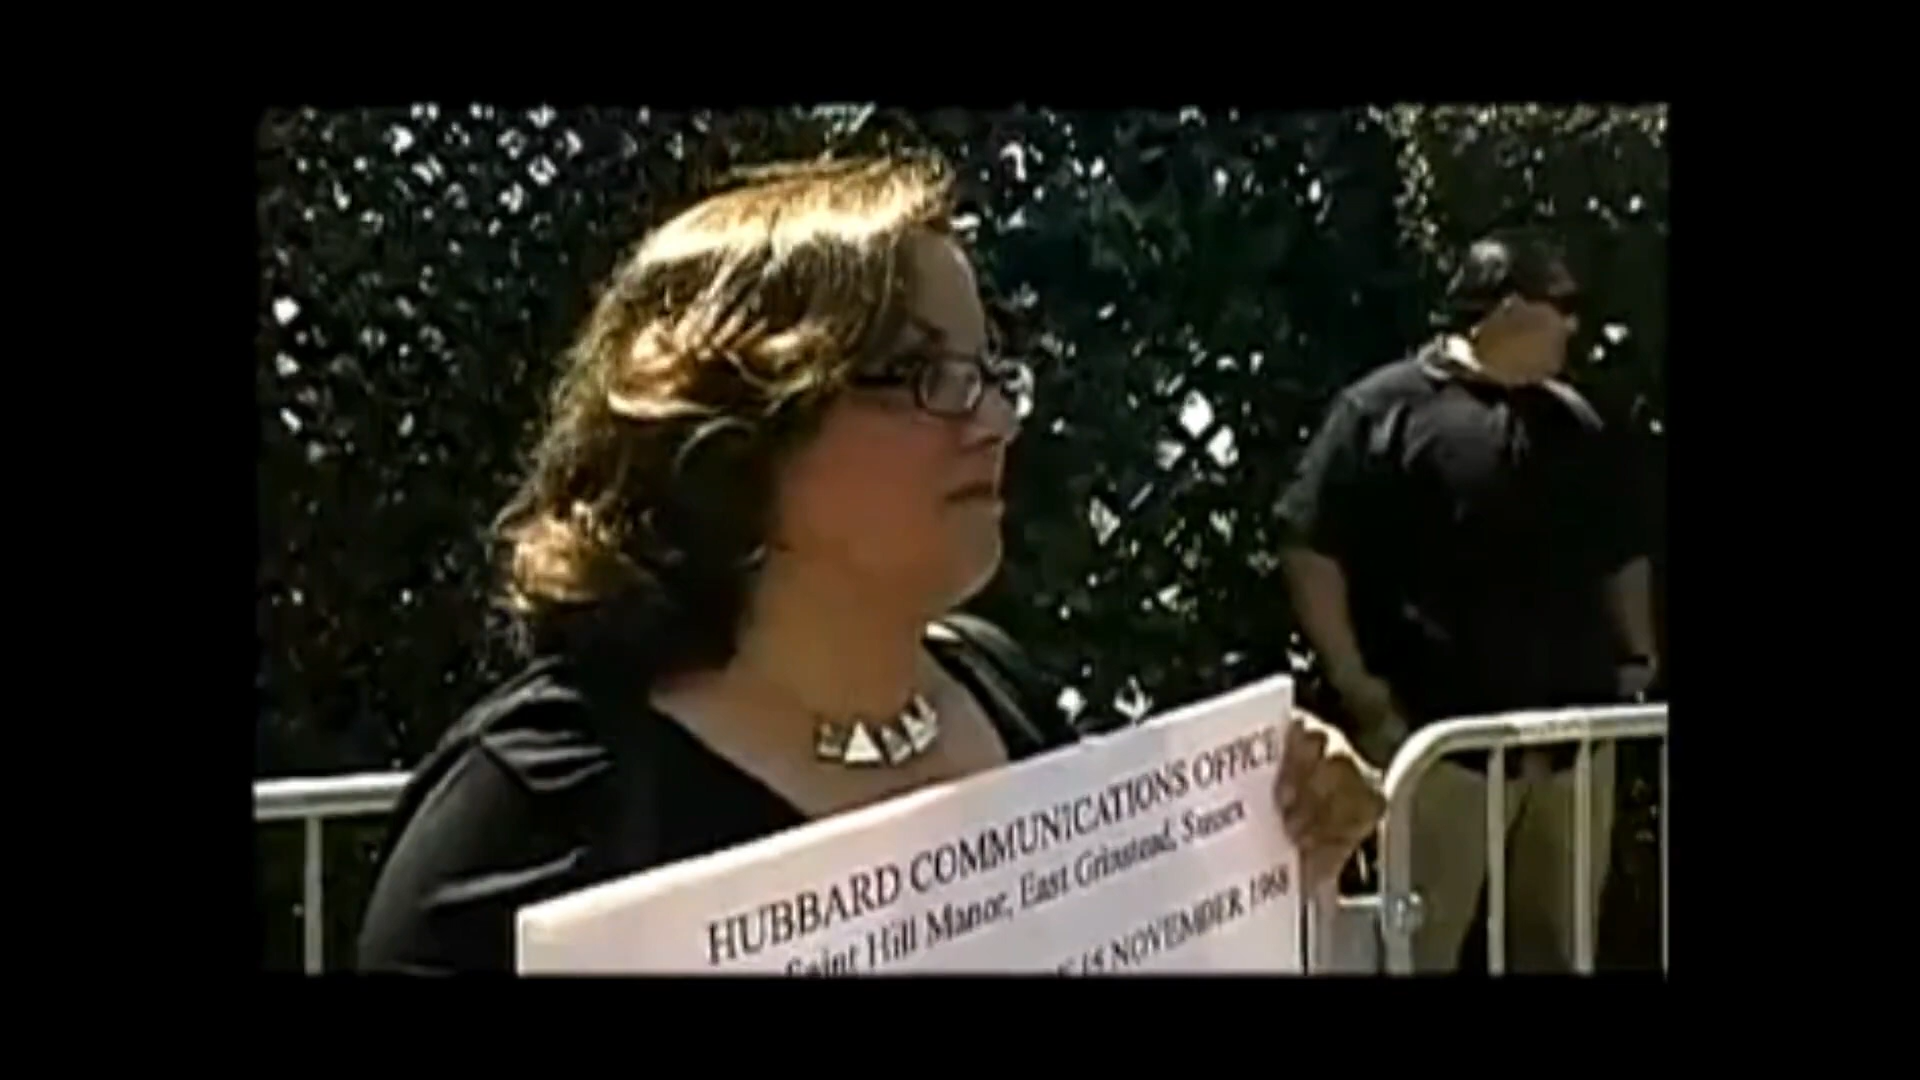 HUBBARD COMMUNICATIONS OFFICE
Saint Hill Manor, East Grinstead, Sussex
15 NOVEMBER 1968